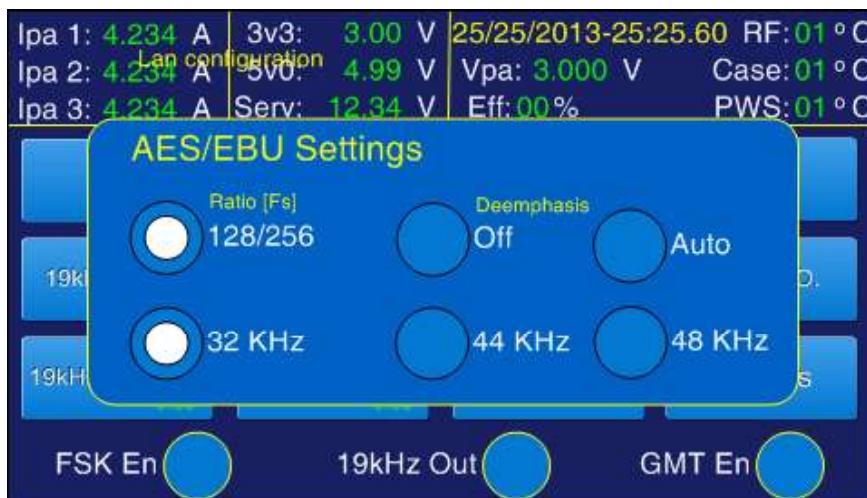 Ipa 1: 4.234 A 3v3: 3.00 V 25/25/2013-25:25.60 RF: 01 ° C
Lan configuration
Ipa 2: 4.234 A 5v0: 4.99 V Vpa: 3.000 V Case: 01 ° C
Ipa 3: 4.234 A Serv: 12.34 V Eff: 00 % PWS: 01 ° C
AES/EBU Settings
Ratio [Fs] Deemphasis
128/256 Off Auto
32 KHz 44 KHz 48 KHz
FSK En 19kHz Out GMT En